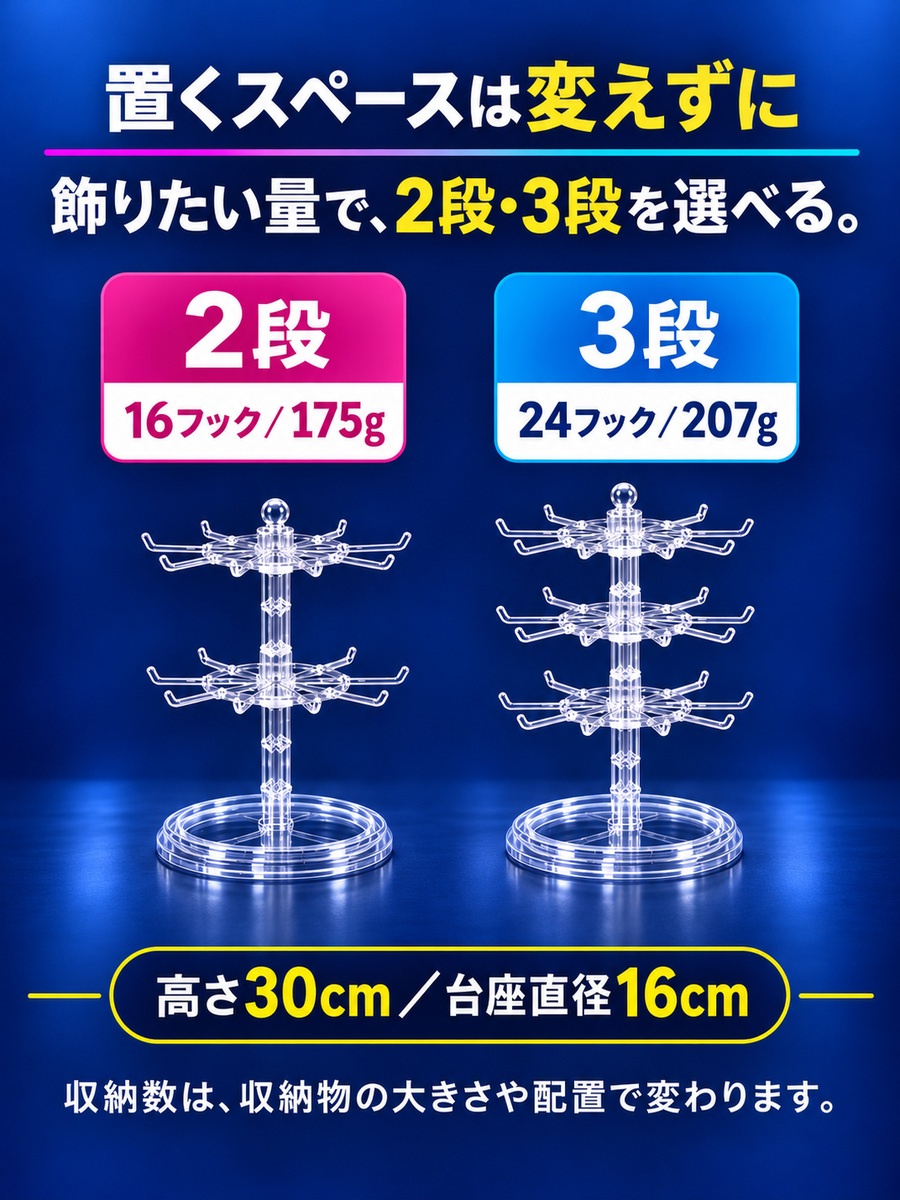 置くスペースは変えずに
飾りたい量で、2段・3段を選べる。
2段
16フック/175g
3段
24フック/207g
高さ30cm/台座直径16cm
収納数は、収納物の大きさや配置で変わります。